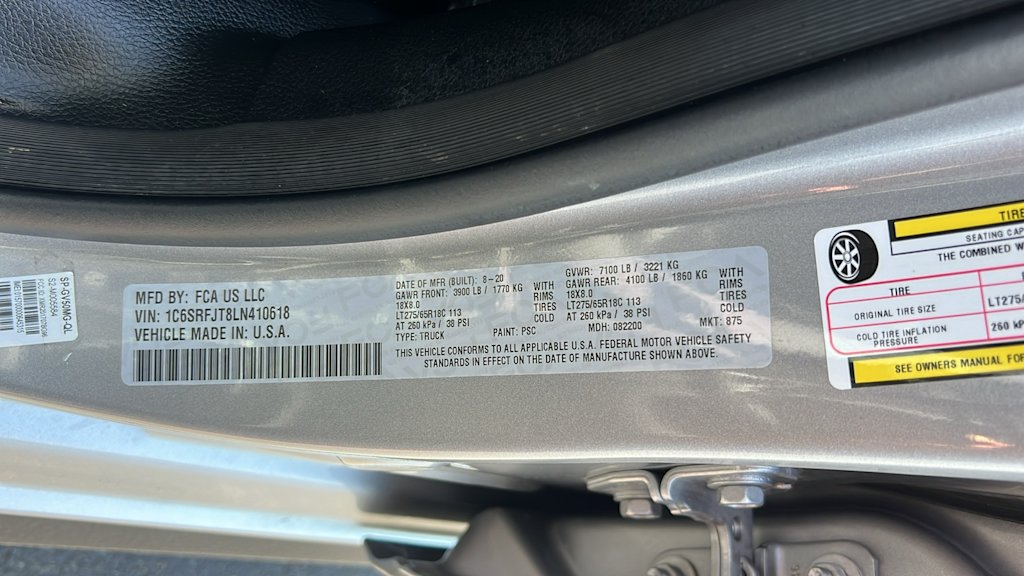 MFD BY: FCA US LLC
VIN: 1C6SRFJT8LN410618
VEHICLE MADE IN: U.S.A.
DATE OF MFR (BUILT): 8-20
GAWR FRONT: 3900 LB / 1770 KG WITH
RIMS
18X8.0
LT275/65R18C 113 TIRES
AT 260 kPa / 38 PSI COLD
TYPE: TRUCK
PAINT: PSC
GVWR: 7100 LB / 3221 KG
GAWR REAR: 4100 LB / 1860 KG WITH
RIMS
18X8.0
LT275/65R18C 113 TIRES
AT 260 kPa / 38 PSI COLD
MDH: 082200
MKT: 875
THIS VEHICLE CONFORMS TO ALL APPLICABLE U.S.A. FEDERAL MOTOR VEHICLE SAFETY
STANDARDS IN EFFECT ON THE DATE OF MANUFACTURE SHOWN ABOVE.
TIRE
SEATING CAP
THE COMBINED W
TIRE
ORIGINAL TIRE SIZE LT275
COLD TIRE INFLATION
PRESSURE 260 kP
SEE OWNERS MANUAL FOR